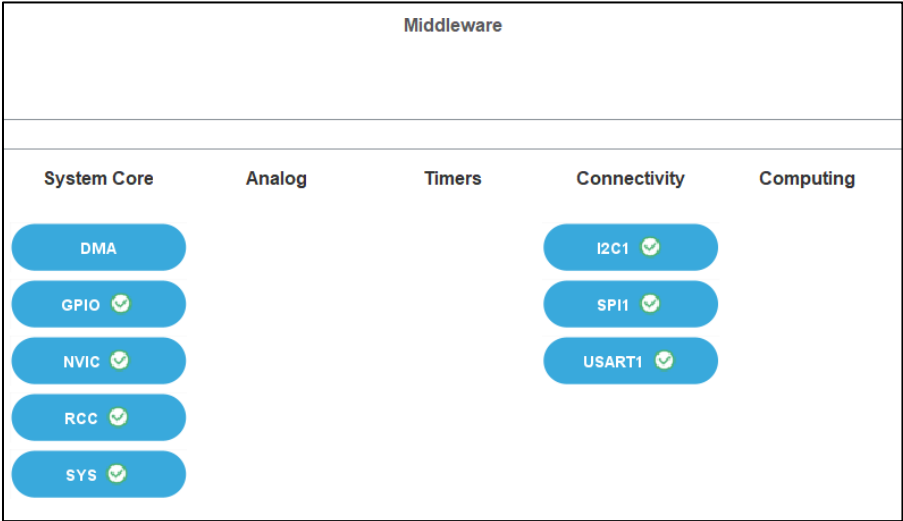 Middleware
System Core Analog Timers Connectivity Computing
DMA I2C1
GPIO SPI1
NVIC USART1
RCC
SYS